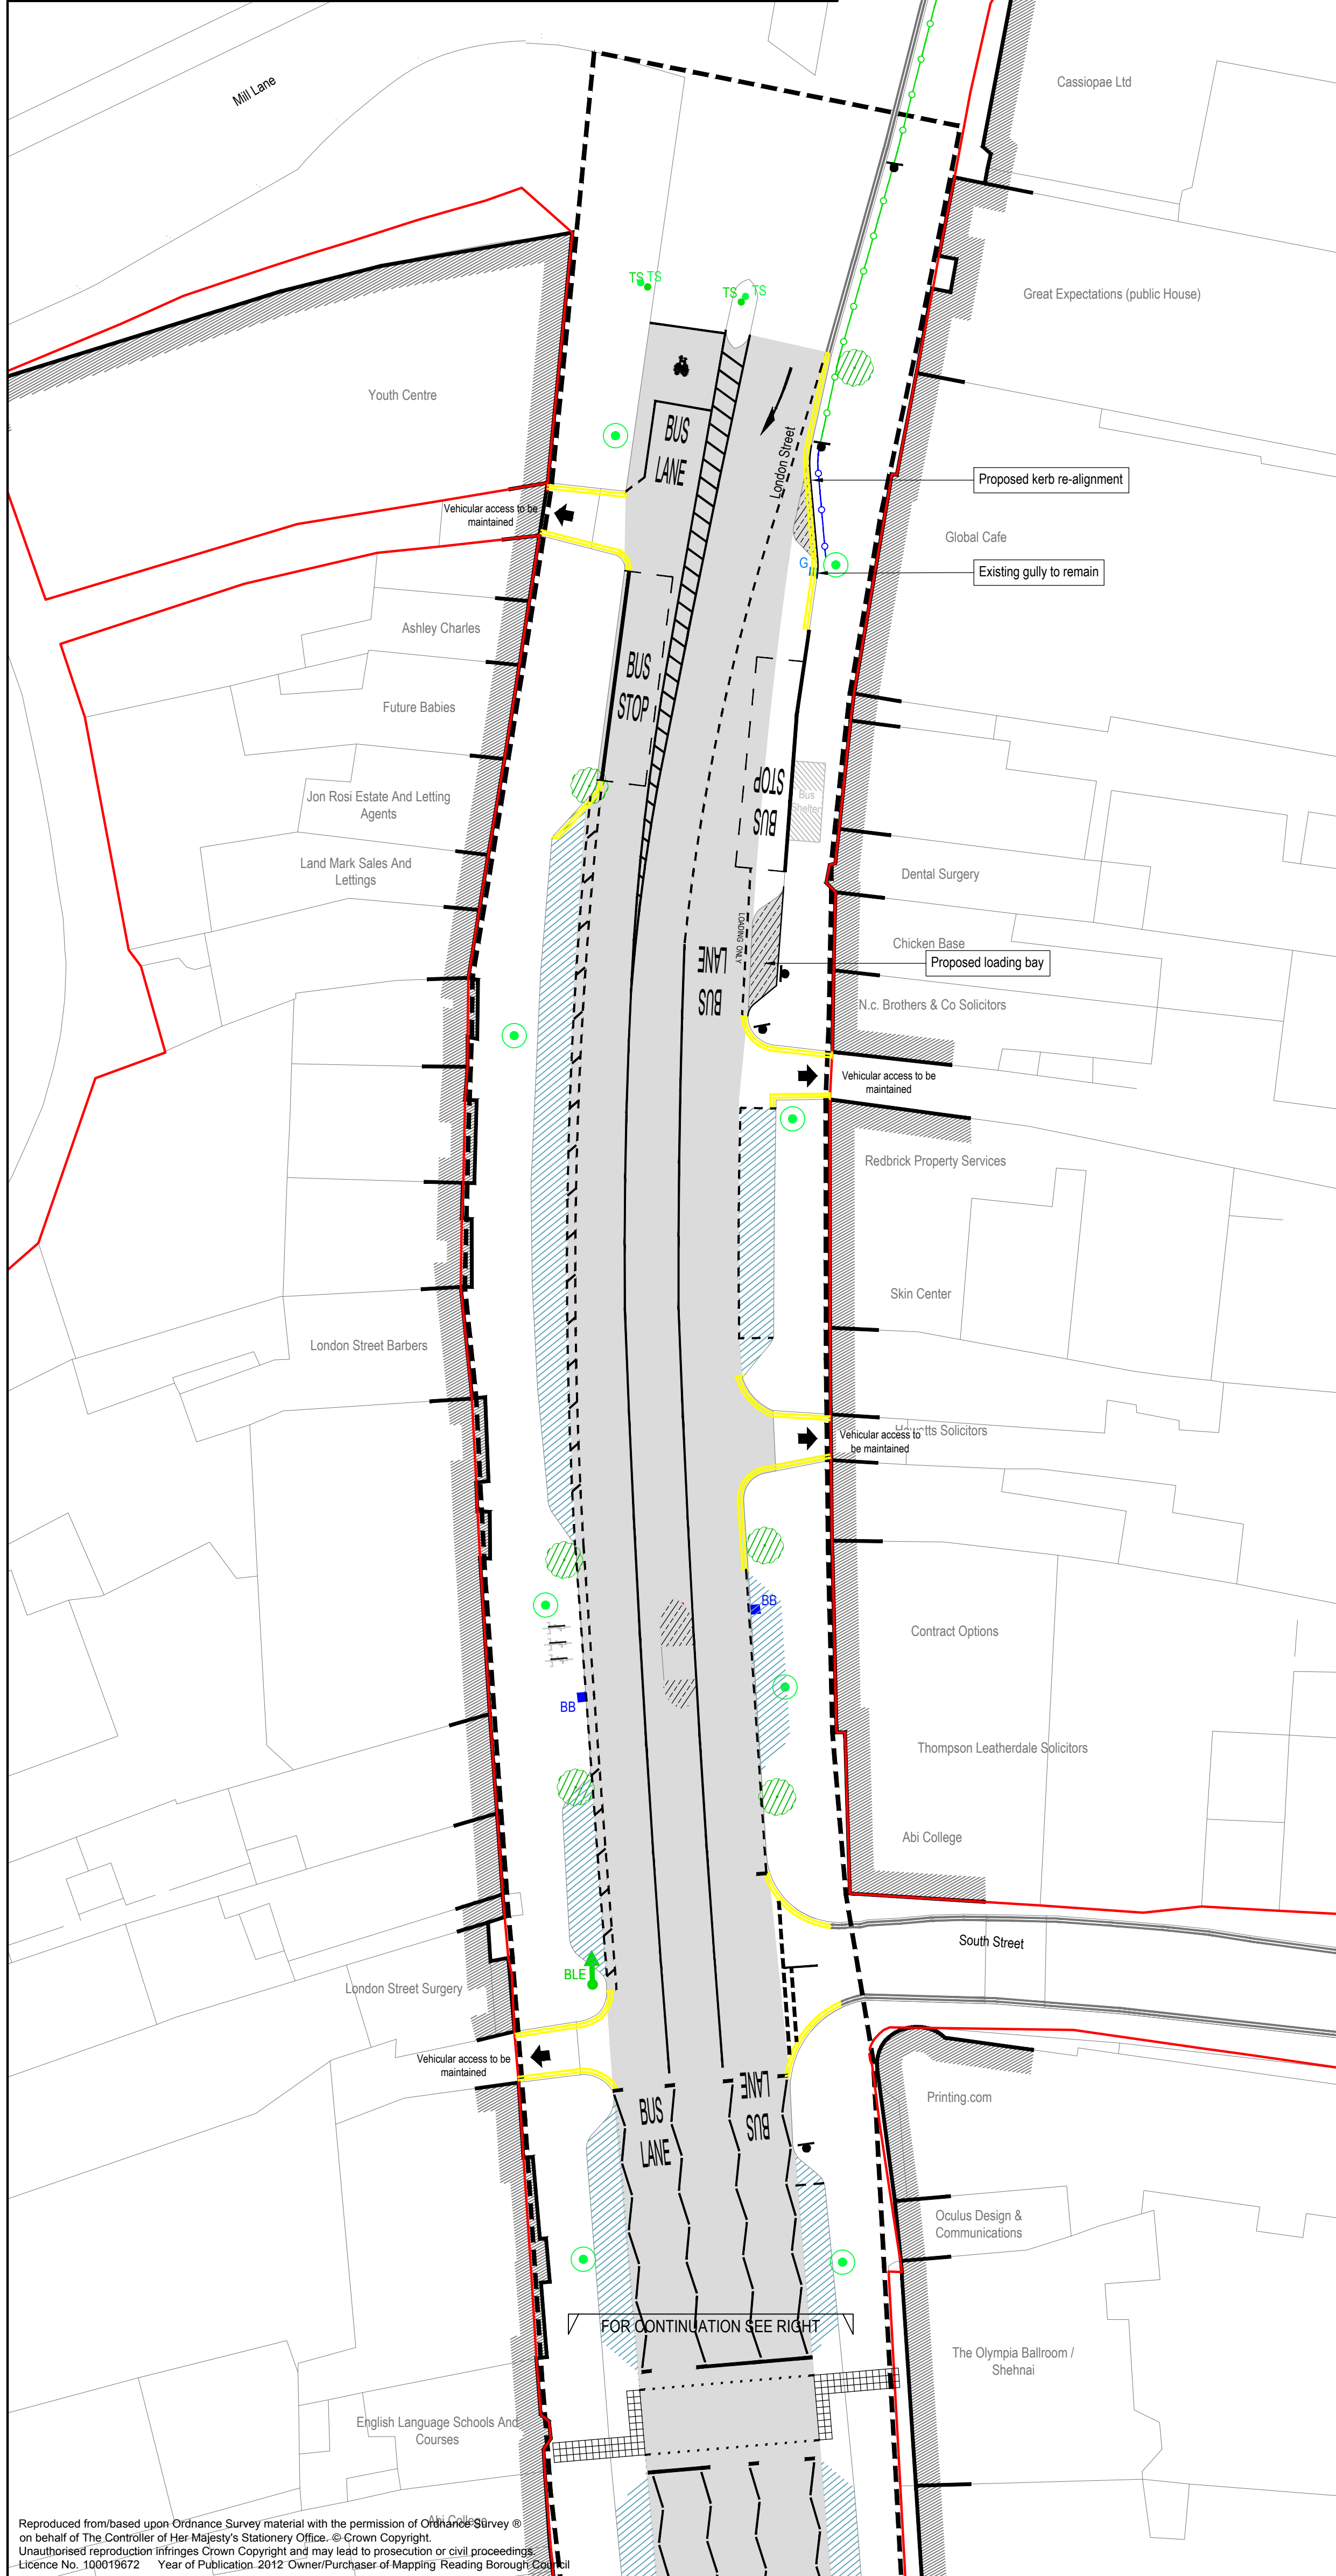 Mill Lane
Cassiopae Ltd
TS TS
TS TS
Great Expectations (public House)
Youth Centre
BUS
LANE
London Street
Proposed kerb re-alignment
Vehicular access to be
maintained
Global Cafe
G
Existing gully to remain
Ashley Charles
BUS
STOP
Future Babies
Jon Rosi Estate And Letting
Agents
BUS
STOP
Bus
Shelter
Land Mark Sales And
Lettings
Dental Surgery
LOADING ONLY
Chicken Base
BUS
LANE
Proposed loading bay
N.c. Brothers & Co Solicitors
Vehicular access to be
maintained
Redbrick Property Services
Skin Center
London Street Barbers
Howetts Solicitors
Vehicular access to
be maintained
BB
Contract Options
BB
Thompson Leatherdale Solicitors
Abi College
South Street
BLE
London Street Surgery
Vehicular access to be
maintained
BUS
LANE
BUS
LANE
Printing.com
Oculus Design &
Communications
FOR CONTINUATION SEE RIGHT
The Olympia Ballroom /
Shehnai
English Language Schools And
Courses
Abi College
Reproduced from/based upon Ordnance Survey material with the permission of Ordnance Survey ®
on behalf of The Controller of Her Majesty's Stationery Office. © Crown Copyright.
Unauthorised reproduction infringes Crown Copyright and may lead to prosecution or civil proceedings.
Licence No. 100019672 Year of Publication 2012 Owner/Purchaser of Mapping Reading Borough Council